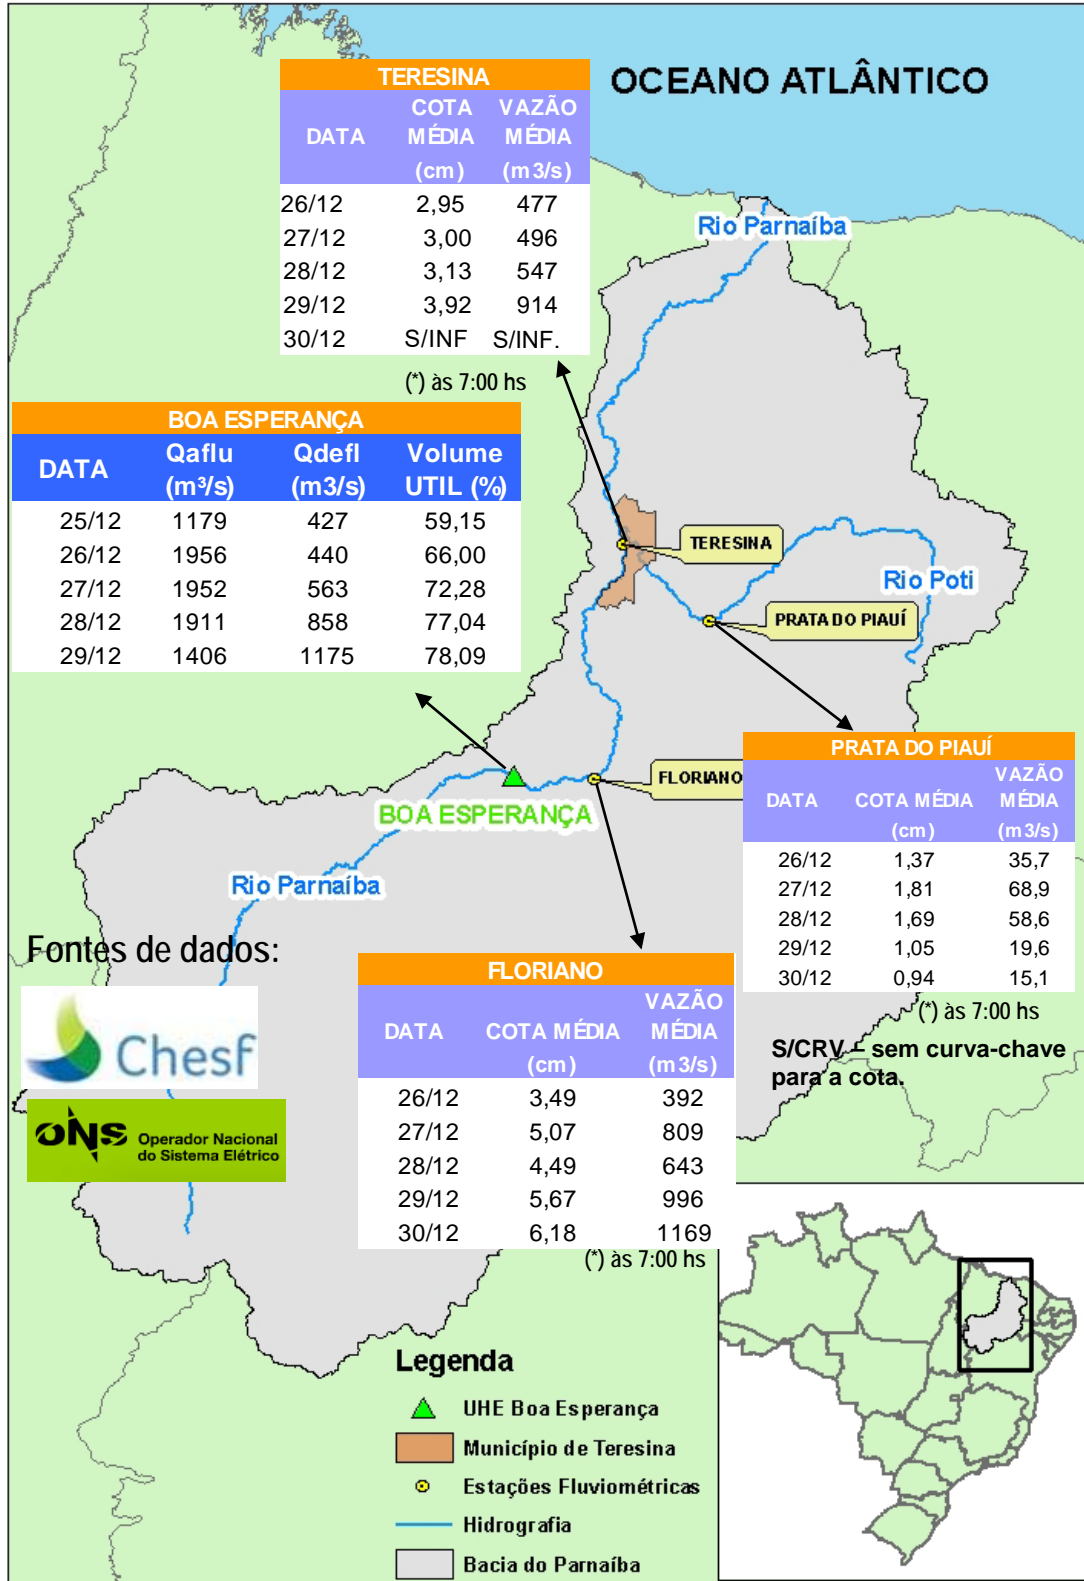 OCEANO ATLÂNTICO
TERESINA
DATA COTA MÉDIA (cm) VAZÃO MÉDIA (m3/s)
26/12 2,95 477
27/12 3,00 496
28/12 3,13 547
29/12 3,92 914
30/12 S/INF S/INF.
(*) às 7:00 hs
Rio Parnaíba
BOA ESPERANÇA
DATA Qaflu (m³/s) Qdefl (m3/s) Volume UTIL (%)
25/12 1179 427 59,15
26/12 1956 440 66,00
27/12 1952 563 72,28
28/12 1911 858 77,04
29/12 1406 1175 78,09
TERESINA
Rio Poti
PRATA DO PIAUÍ
FLORIANO
BOA ESPERANÇA
Rio Parnaíba
PRATA DO PIAUÍ
DATA COTA MÉDIA (cm) VAZÃO MÉDIA (m3/s)
26/12 1,37 35,7
27/12 1,81 68,9
28/12 1,69 58,6
29/12 1,05 19,6
30/12 0,94 15,1
(*) às 7:00 hs
S/CRV – sem curva-chave
para a cota.
Fontes de dados:
Chesf
ONS Operador Nacional
do Sistema Elétrico
FLORIANO
DATA COTA MÉDIA (cm) VAZÃO MÉDIA (m3/s)
26/12 3,49 392
27/12 5,07 809
28/12 4,49 643
29/12 5,67 996
30/12 6,18 1169
(*) às 7:00 hs
Legenda
UHE Boa Esperança
Município de Teresina
Estações Fluviométricas
Hidrografia
Bacia do Parnaíba